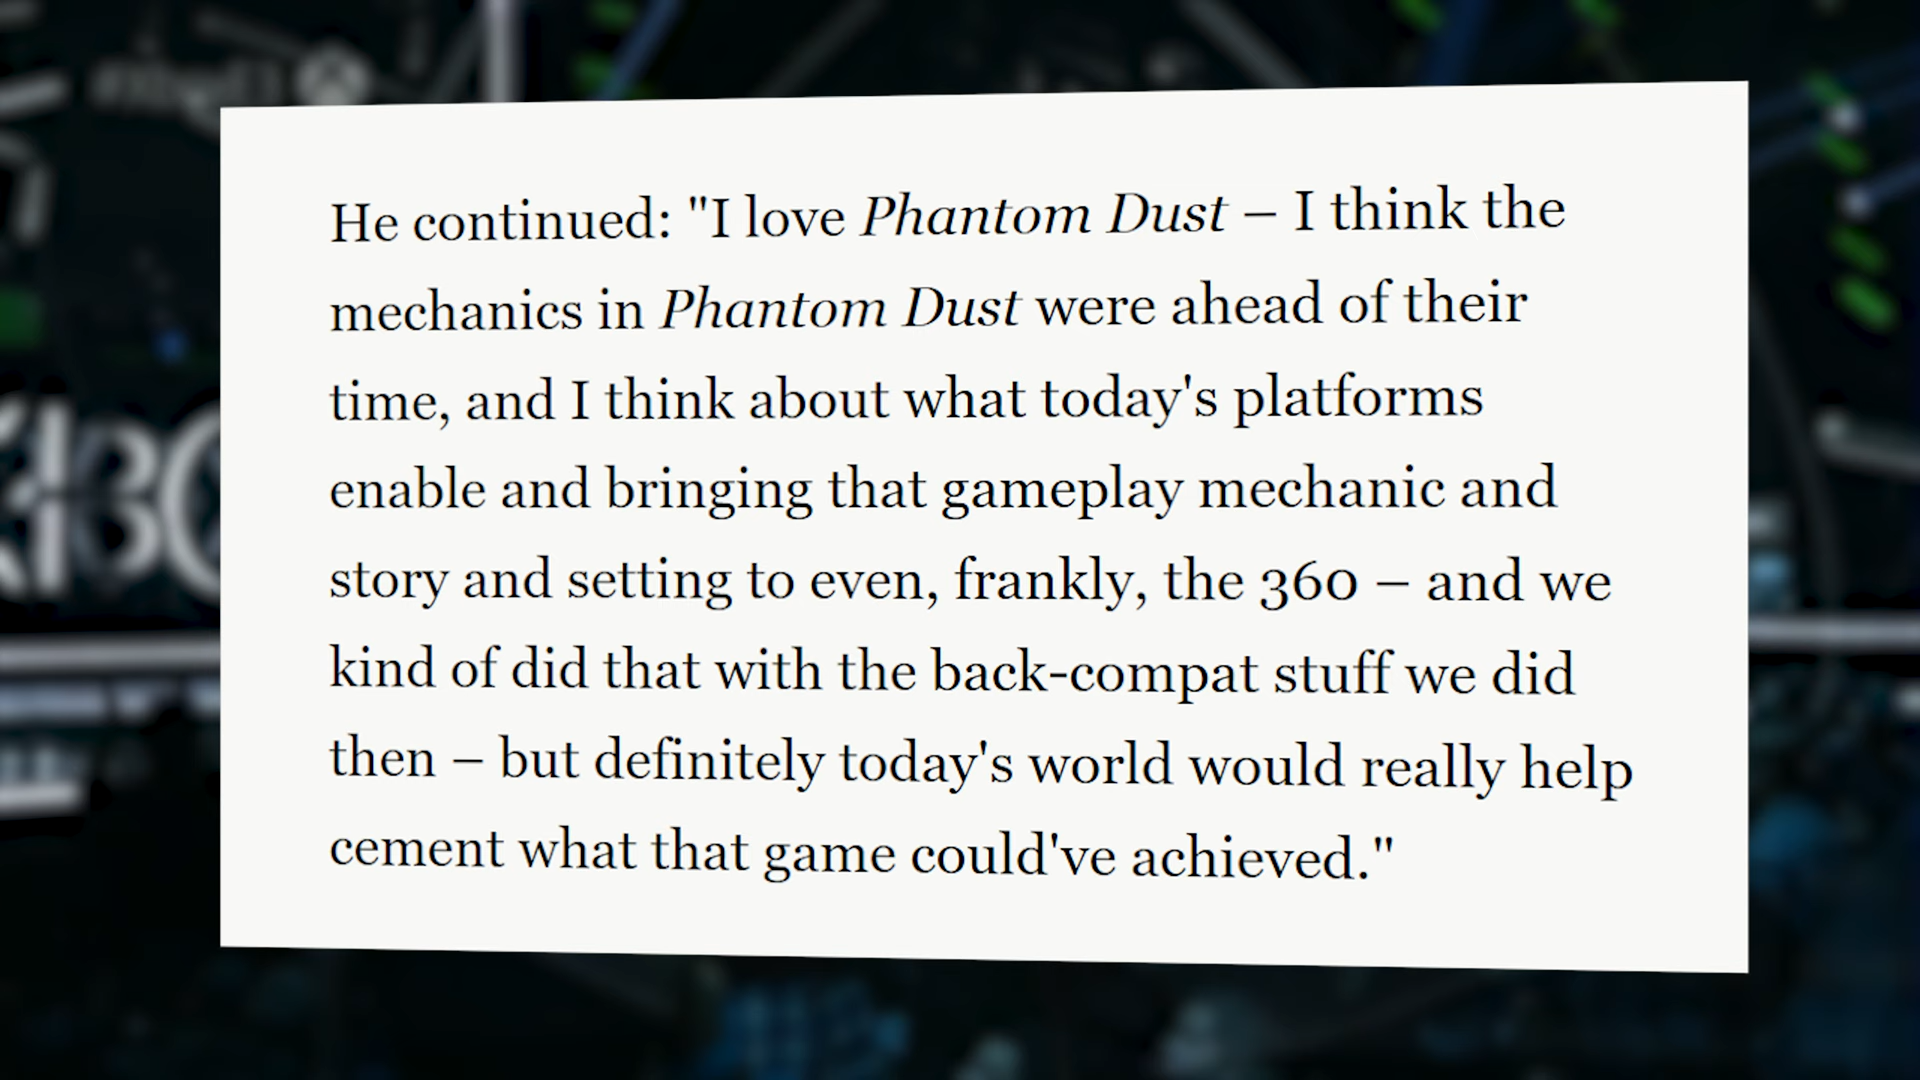 He continued: "I love Phantom Dust – I think the
mechanics in Phantom Dust were ahead of their
time, and I think about what today's platforms
enable and bringing that gameplay mechanic and
story and setting to even, frankly, the 360 – and we
kind of did that with the back-compat stuff we did
then – but definitely today's world would really help
cement what that game could've achieved."